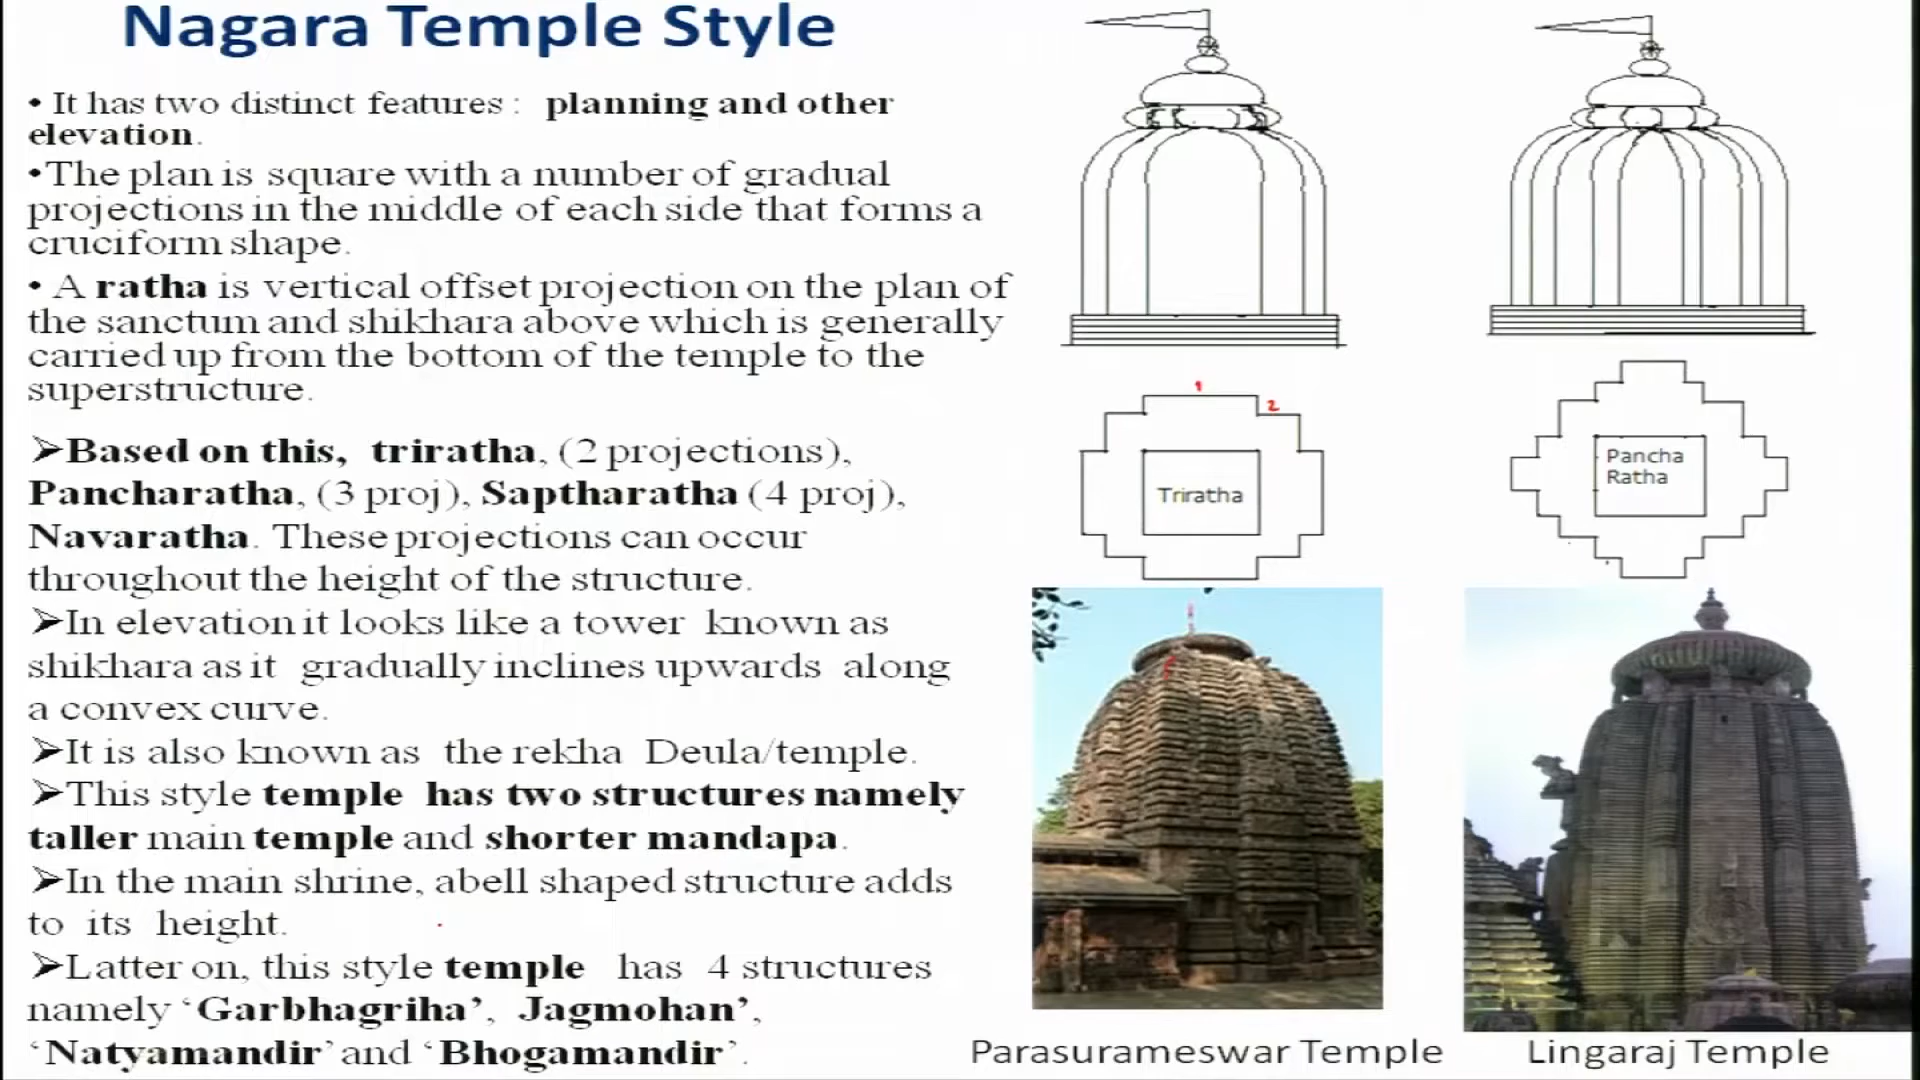 Nagara Temple Style
• It has two distinct features : planning and other
elevation.
•The plan is square with a number of gradual
projections in the middle of each side that forms a
cruciform shape.
• A ratha is vertical offset projection on the plan of
the sanctum and shikhara above which is generally
carried up from the bottom of the temple to the
superstructure.
➢Based on this, triratha, (2 projections),
Pancharatha, (3 proj), Saptharatha (4 proj),
Navaratha. These projections can occur
throughout the height of the structure.
➢In elevation it looks like a tower known as
shikhara as it gradually inclines upwards along
a convex curve.
➢It is also known as the rekha Deula/temple.
➢This style temple has two structures namely
taller main temple and shorter mandapa.
➢In the main shrine, abell shaped structure adds
to its height.
➢Latter on, this style temple has 4 structures
namely ‘Garbhagriha’, Jagmohan’,
‘Natyamandir’ and ‘Bhogamandir’.
1
2
Triratha
Pancha
Ratha
Parasurameswar Temple
Lingaraj Temple